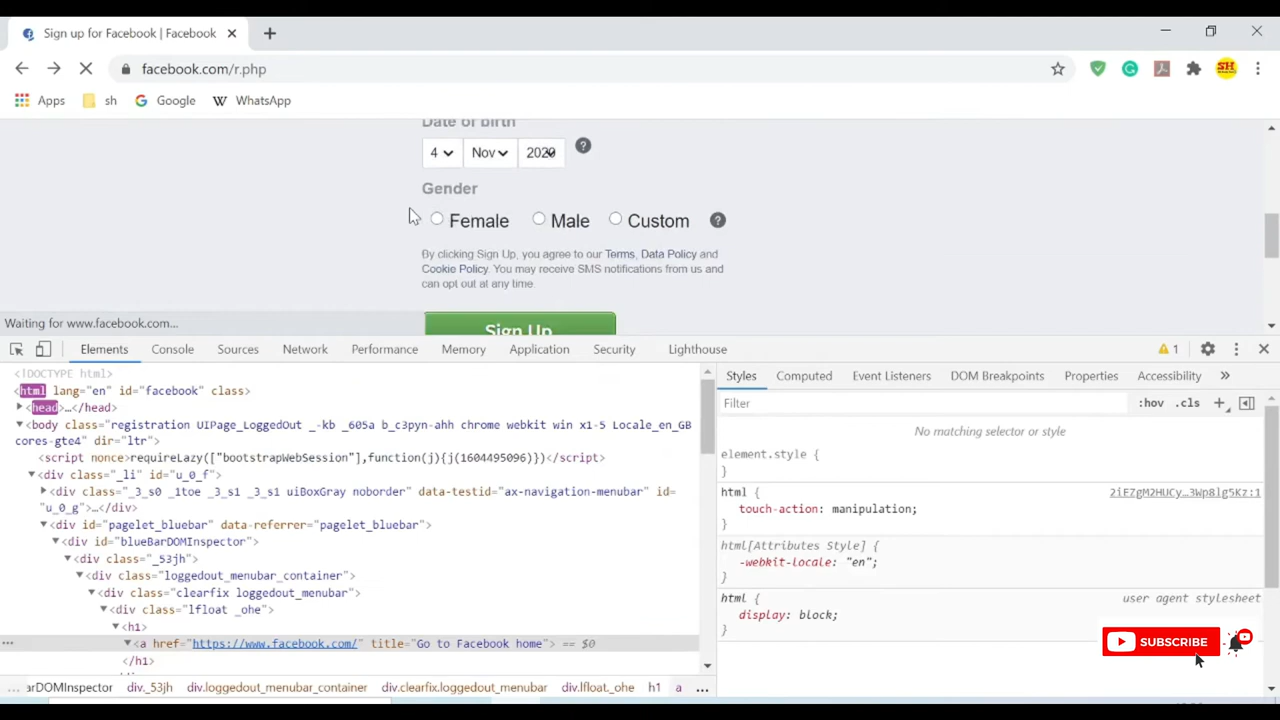 Sign up for Facebook | Facebook
facebook.com/r.php
SH
Apps sh Google W WhatsApp
Date of birth
4 Nov 2020
Gender
Female Male Custom
By clicking Sign Up, you agree to our Terms, Data Policy and
Cookie Policy. You may receive SMS notifications from us and
can opt out at any time.
Sign Up
Waiting for www.facebook.com...
Elements Console Sources Network Performance Memory Application Security Lighthouse 1
<!DOCTYPE html>
<html lang="en" id="facebook" class>
<head>…</head>
<body class="registration UIPage_LoggedOut _-kb _605a b_c3pyn-ahh chrome webkit win x1-5 Locale_en_GB
cores-gte4" dir="ltr">
<script nonce>requireLazy(["bootstrapWebSession"],function(j){j(1604495096)})</script>
<div class="_li" id="u_0_f">
<div class="_3_s0 _1toe _3_s1 _3_s1 uiBoxGray noborder" data-testid="ax-navigation-menubar" id=
"u_0_g">…</div>
<div id="pagelet_bluebar" data-referrer="pagelet_bluebar">
<div id="blueBarDOMInspector">
<div class="_53jh">
<div class="loggedout_menubar_container">
<div class="clearfix loggedout_menubar">
<div class="lfloat _ohe">
<h1>
<a href="https://www.facebook.com/" title="Go to Facebook home"> == $0
</h1>
... arDOMInspector div._53jh div.loggedout_menubar_container div.clearfix.loggedout_menubar div.lfloat._ohe h1 a ...
Styles Computed Event Listeners DOM Breakpoints Properties Accessibility »
Filter :hov .cls +
No matching selector or style
element.style {
}
html { 2iEZgM2HUCy…3Wp8lg5Kz:1
touch-action: manipulation;
}
html[Attributes Style] {
-webkit-locale: "en";
}
html { user agent stylesheet
display: block;
}
SUBSCRIBE